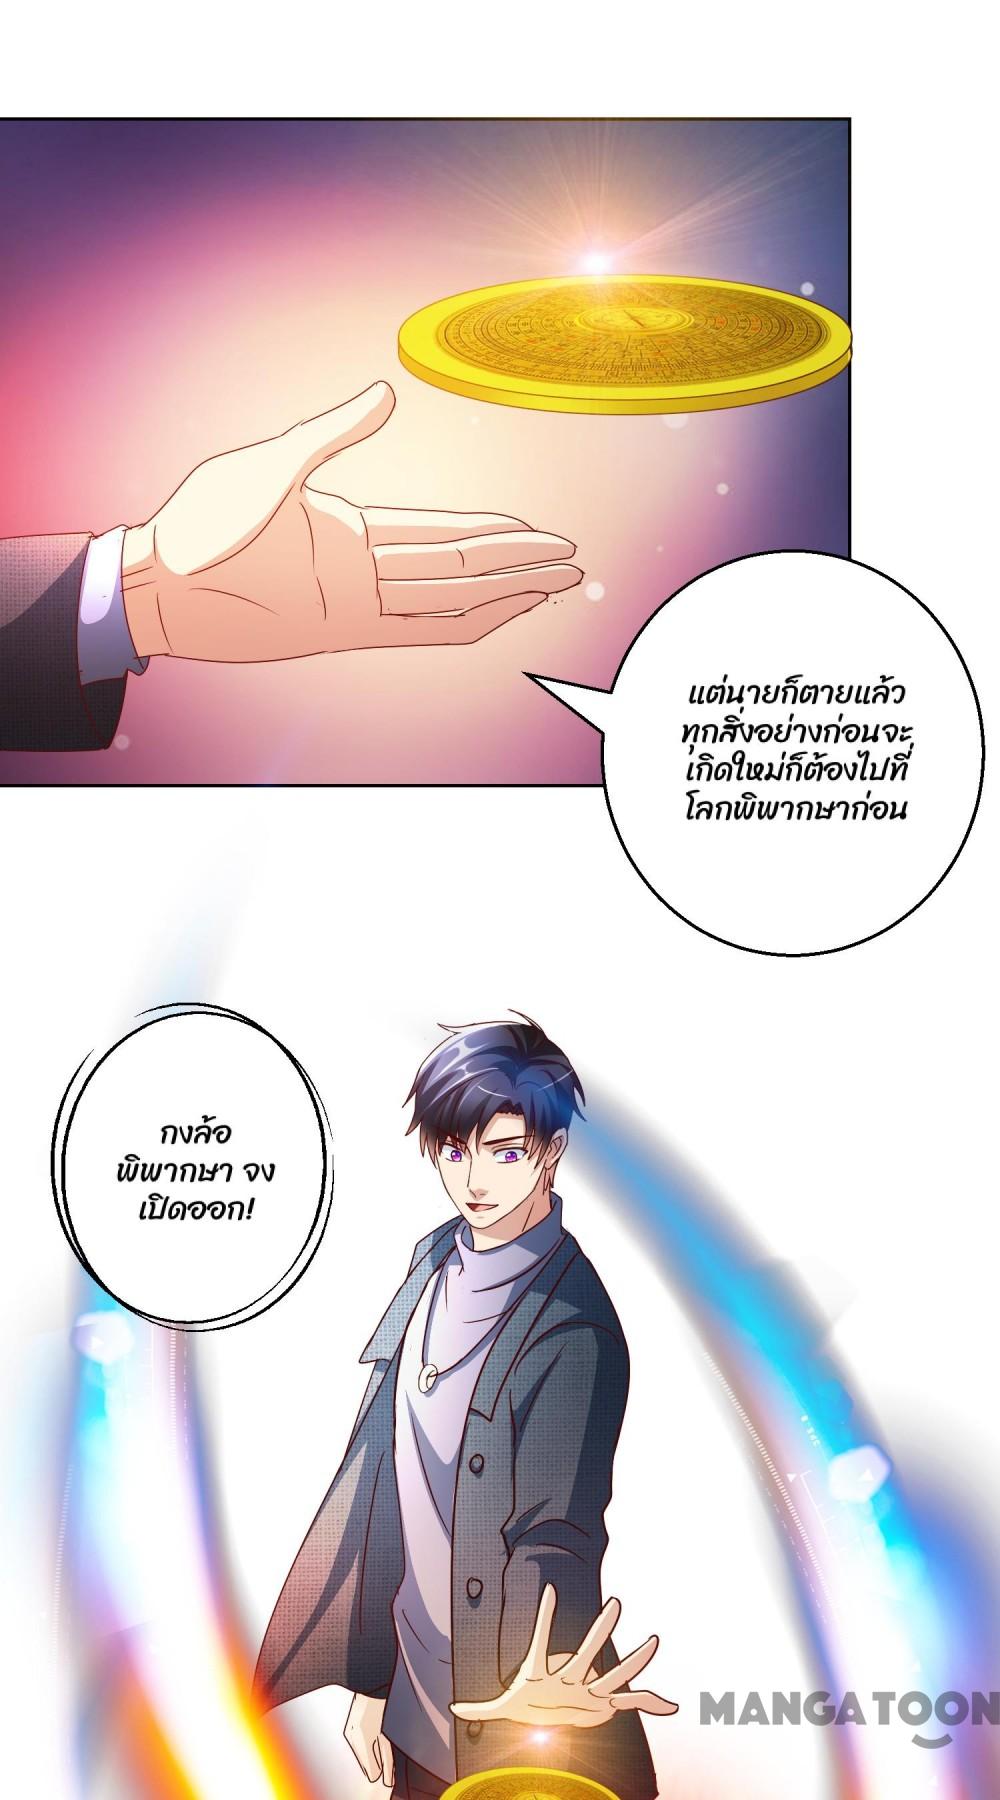 แต่นายก็ตายแล้ว
ทุกสิ่งอย่างก่อนจะ
เกิดใหม่ก็ต้องไปที่
โลกพิพากษาก่อน
กงล้อ
พิพากษา จง
เปิดออก!
MANGATOON